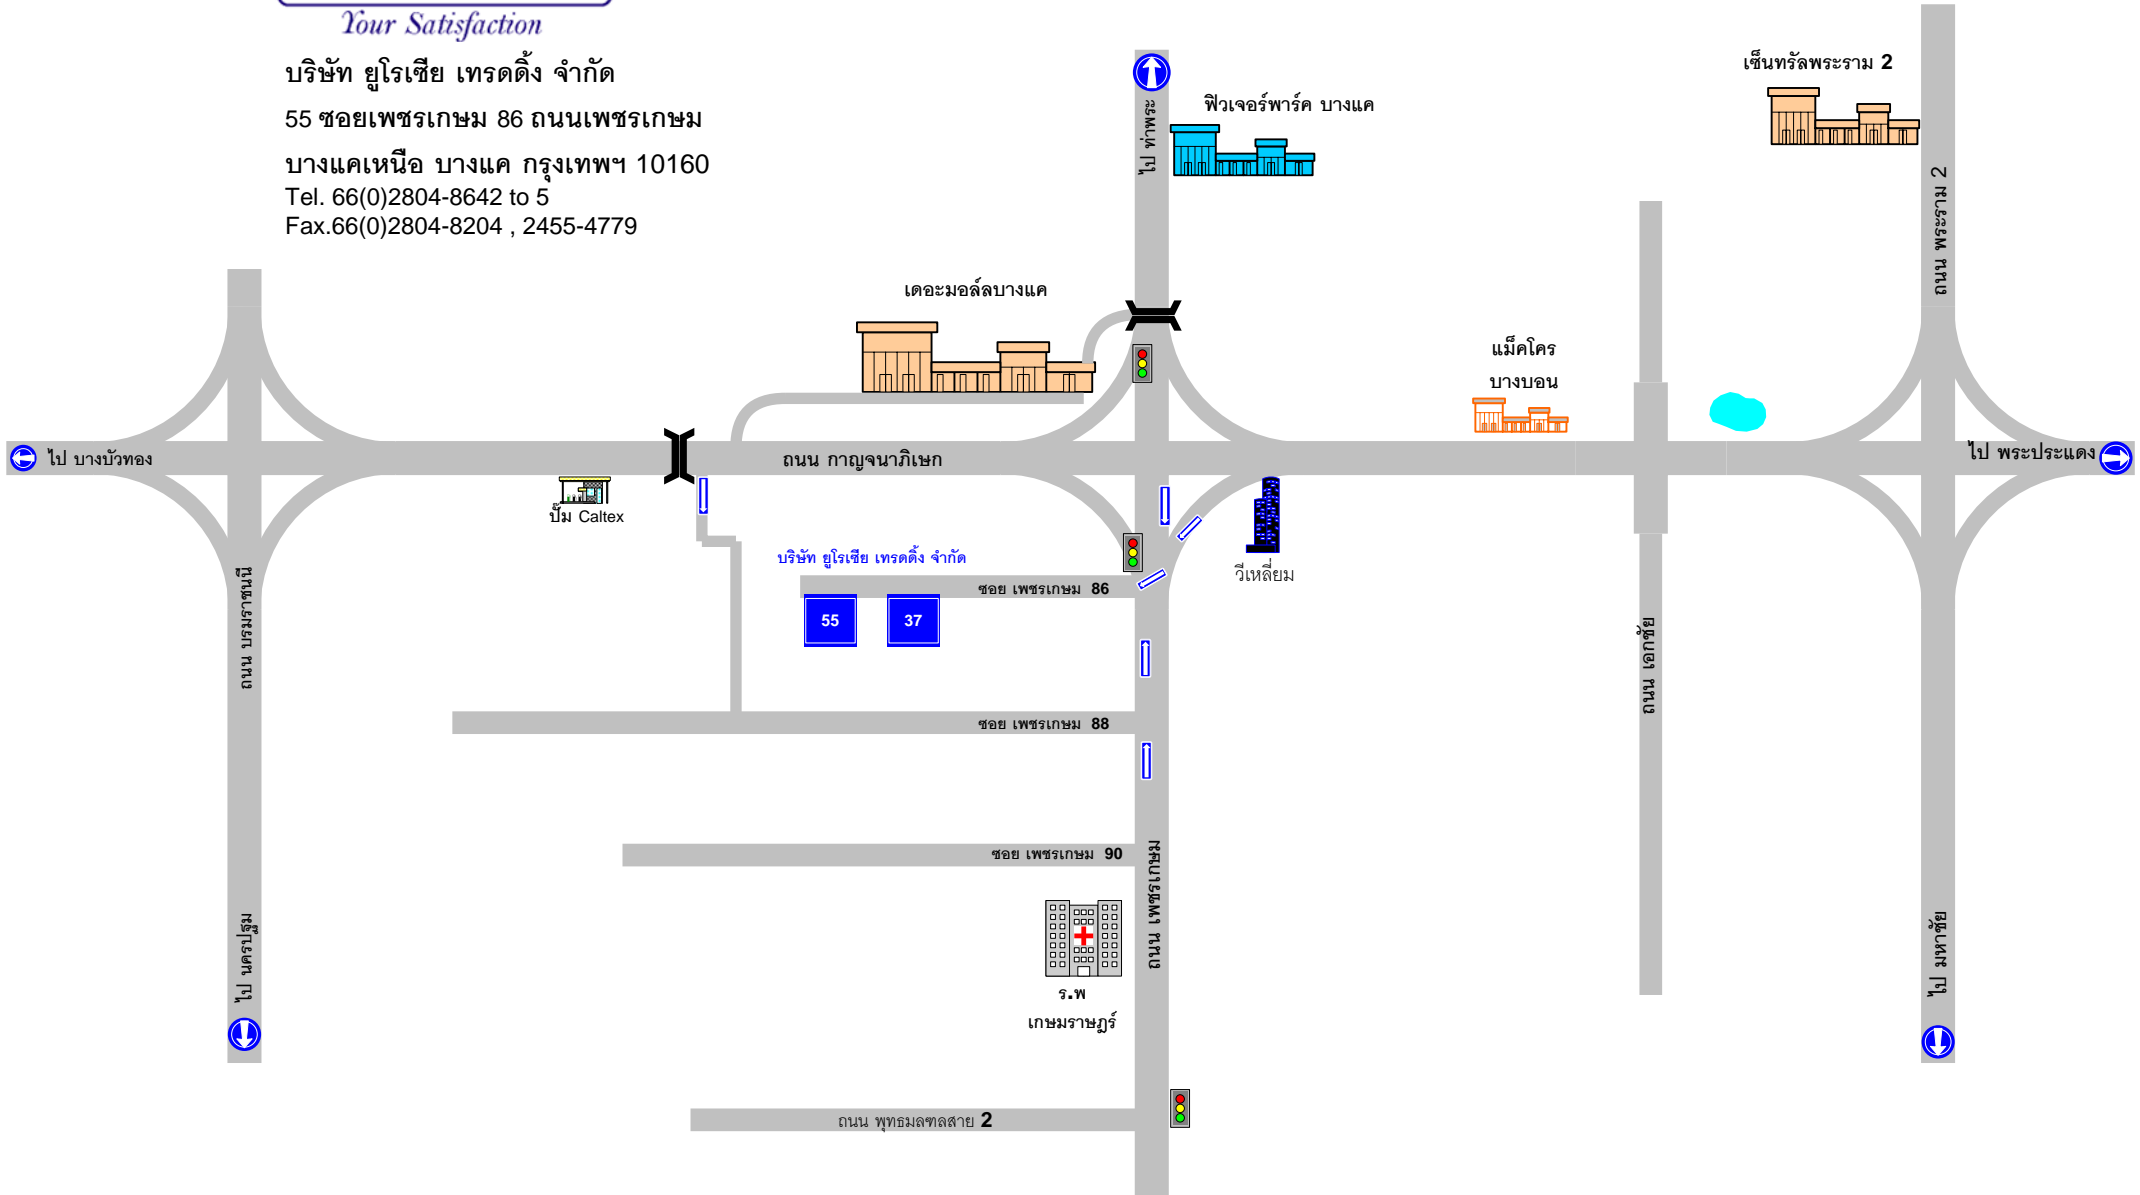 Your Satisfaction
บริษัท ยูโรเซีย เทรดดิ้ง จำกัด
55 ซอยเพชรเกษม 86 ถนนเพชรเกษม
บางแคเหนือ บางแค กรุงเทพฯ 10160
Tel. 66(0)2804-8642 to 5
Fax.66(0)2804-8204 , 2455-4779
เซ็นทรัลพระราม 2
ฟิวเจอร์พาร์ค บางแค
ไป ท่าพระ
ถนน พระราม 2
เดอะมอล์ลบางแค
แม็คโคร
บางบอน
ไป บางบัวทอง
ถนน กาญจนาภิเษก
ไป พระประแดง
ปั๊ม Caltex
บริษัท ยูโรเซีย เทรดดิ้ง จำกัด
วีเหลี่ยม
ซอย เพชรเกษม 86
55
37
ถนน บรมราชนนี
ถนน เอกชัย
ซอย เพชรเกษม 88
ซอย เพชรเกษม 90
ถนน เพชรเกษม
ไป นครปฐม
ไป มหาชัย
ร.พ
เกษมราษฎร์
ถนน พุทธมลฑลสาย 2